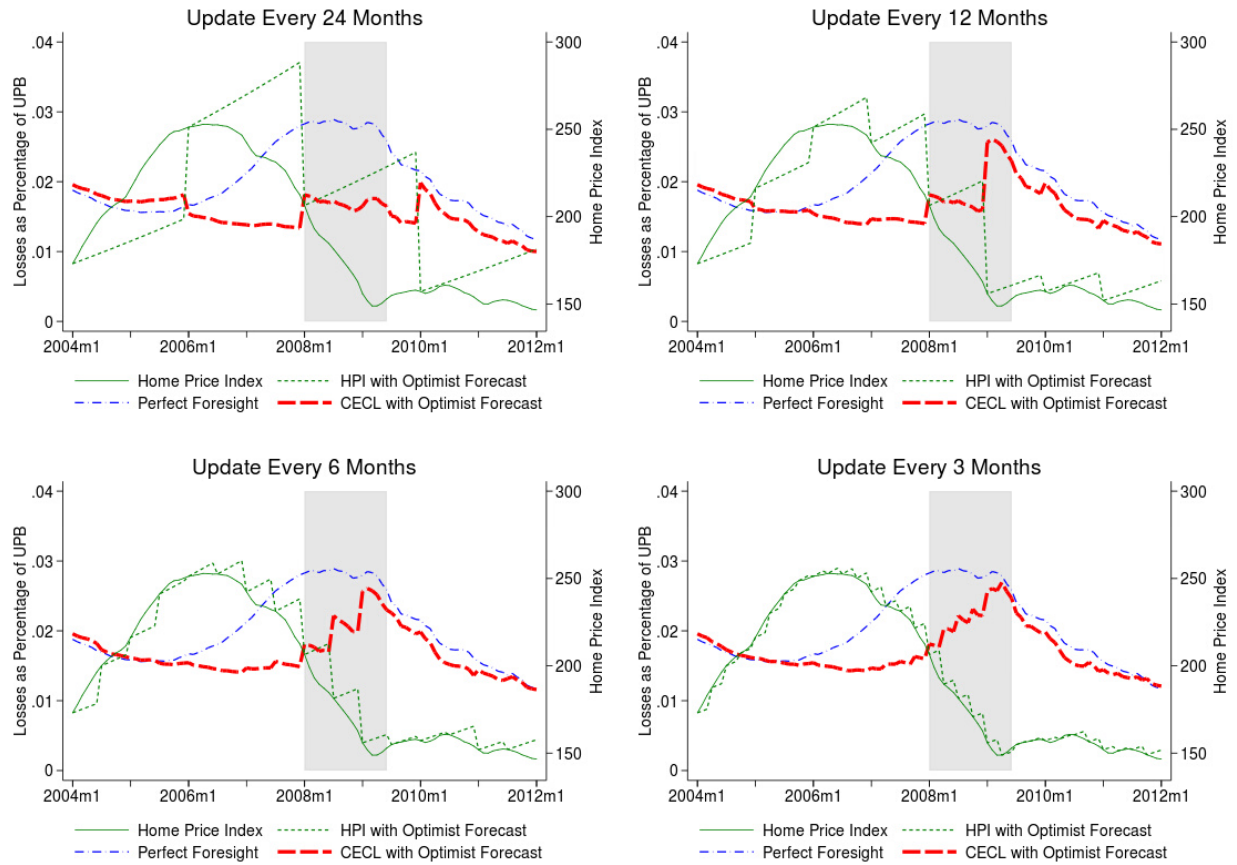 Update Every 24 Months
.04
.03
.02
.01
0
Losses as Percentage of UPB
300
250
200
150
Home Price Index
2004m1 2006m1 2008m1 2010m1 2012m1
Home Price Index HPI with Optimist Forecast
Perfect Foresight CECL with Optimist Forecast
Update Every 12 Months
.04
.03
.02
.01
0
Losses as Percentage of UPB
300
250
200
150
Home Price Index
2004m1 2006m1 2008m1 2010m1 2012m1
Home Price Index HPI with Optimist Forecast
Perfect Foresight CECL with Optimist Forecast
Update Every 6 Months
.04
.03
.02
.01
0
Losses as Percentage of UPB
300
250
200
150
Home Price Index
2004m1 2006m1 2008m1 2010m1 2012m1
Home Price Index HPI with Optimist Forecast
Perfect Foresight CECL with Optimist Forecast
Update Every 3 Months
.04
.03
.02
.01
0
Losses as Percentage of UPB
300
250
200
150
Home Price Index
2004m1 2006m1 2008m1 2010m1 2012m1
Home Price Index HPI with Optimist Forecast
Perfect Foresight CECL with Optimist Forecast